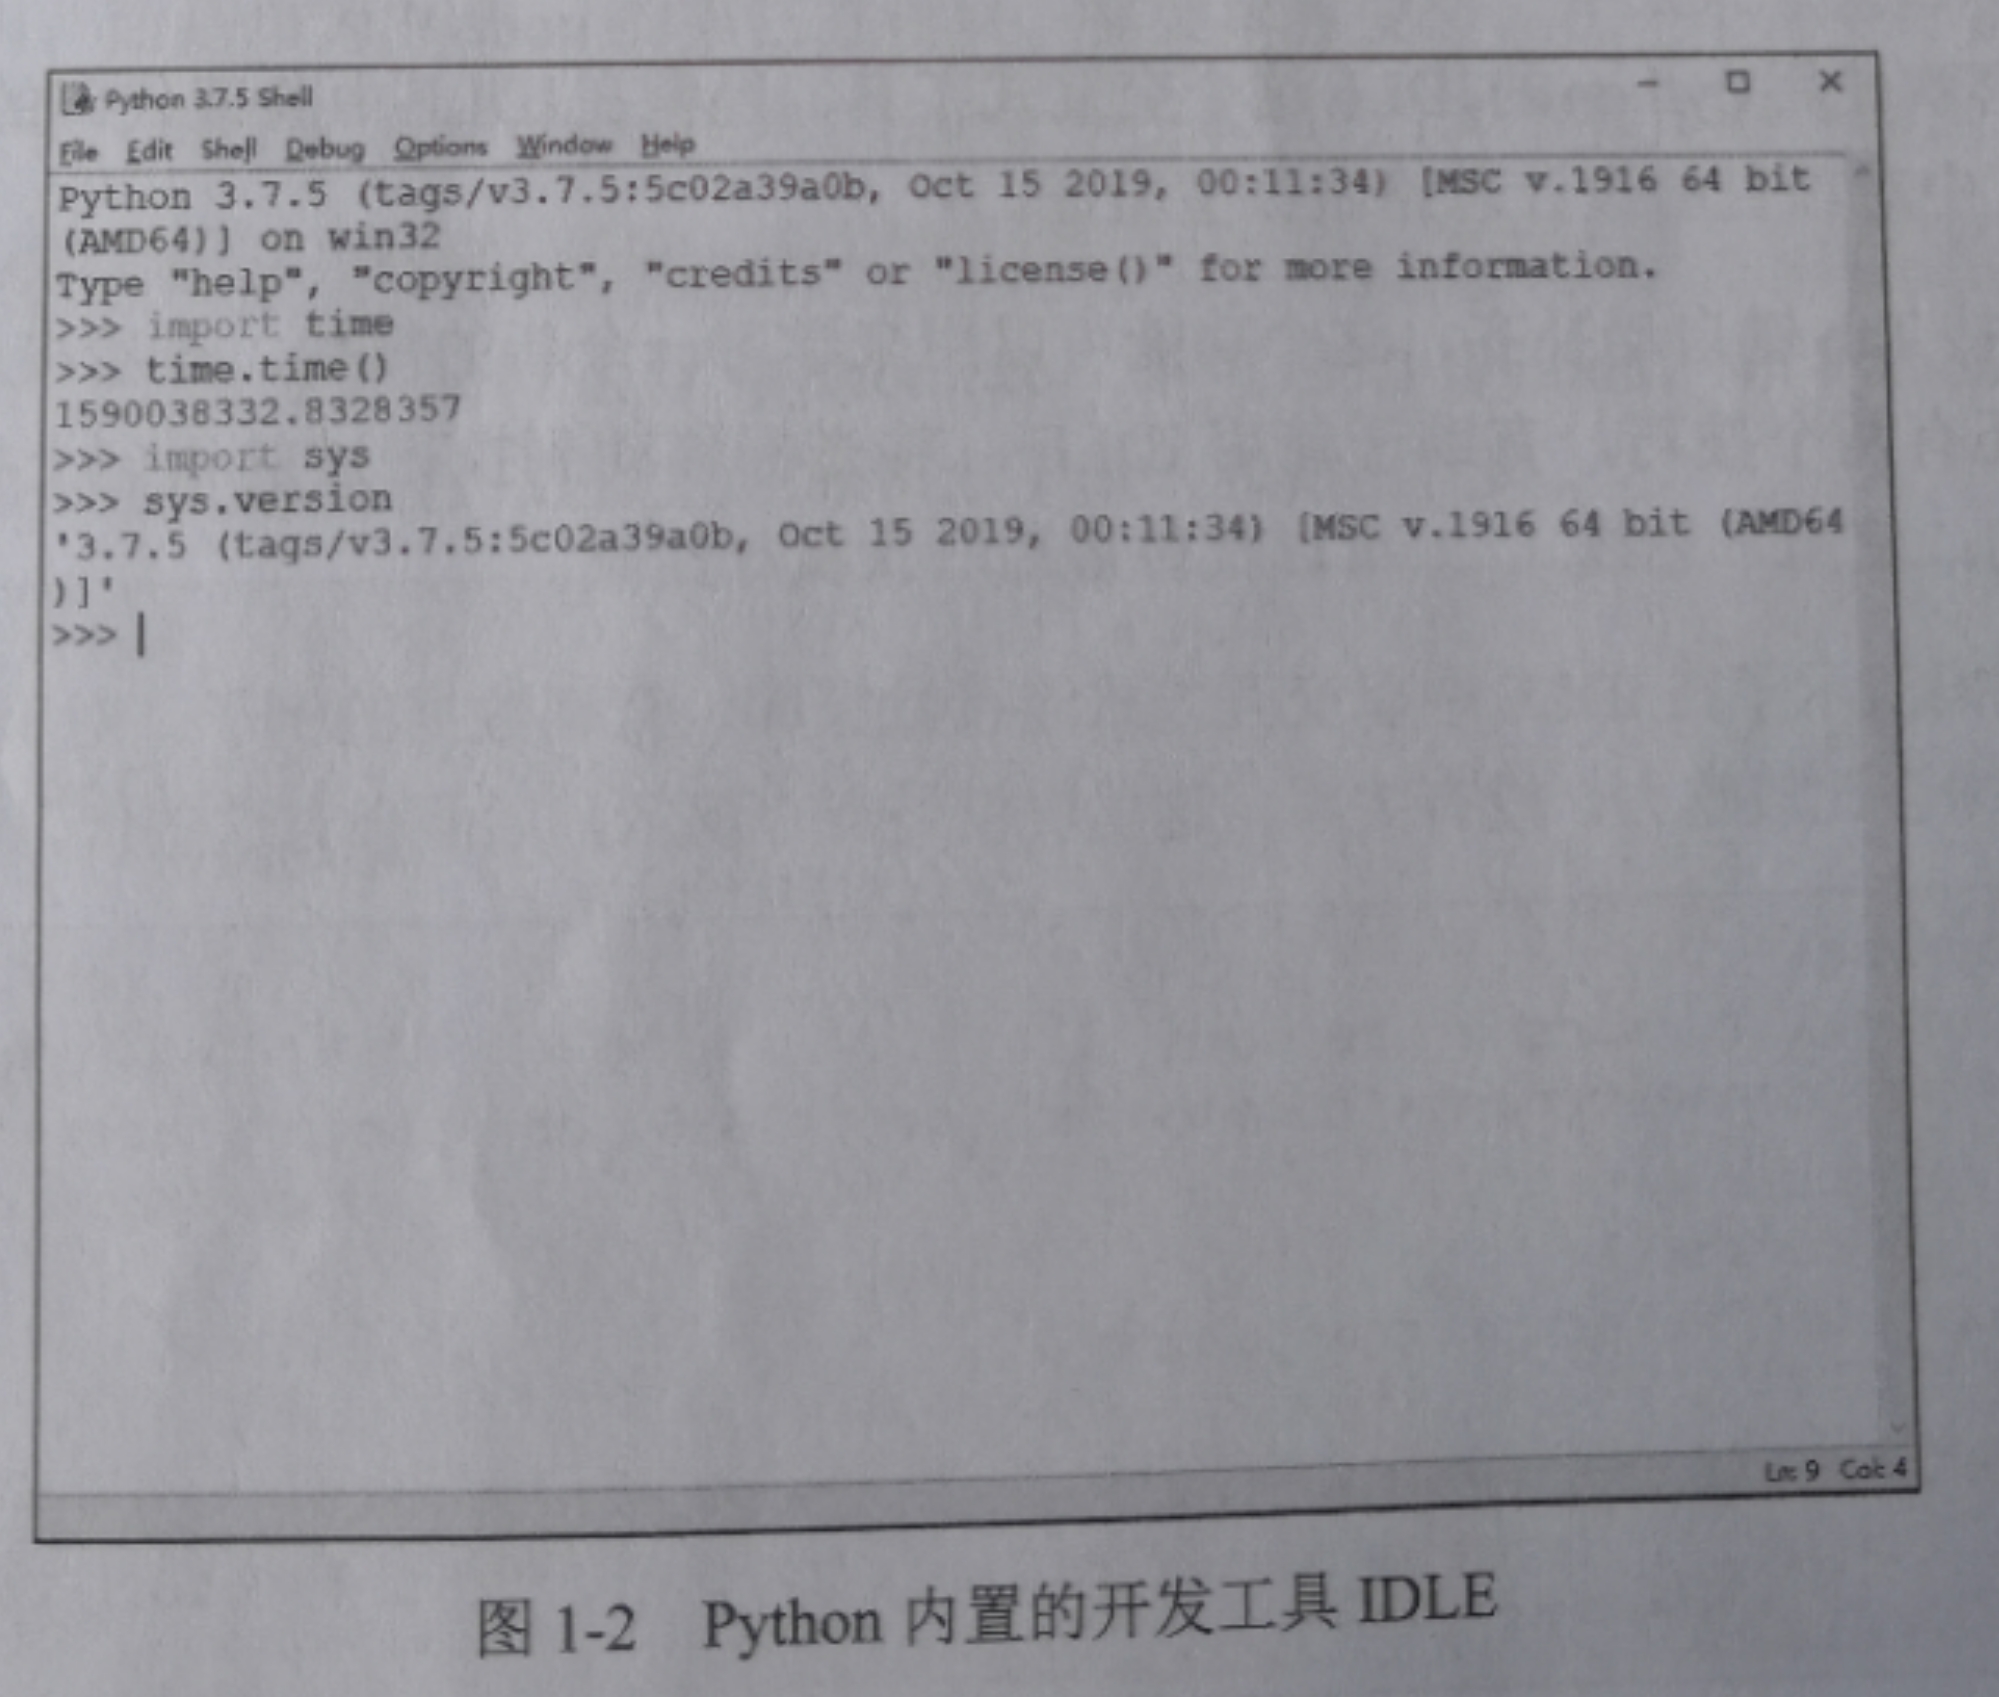 Python 3.7.5 Shell
File Edit Shell Debug Options Window Help
Python 3.7.5 (tags/v3.7.5:5c02a39a0b, Oct 15 2019, 00:11:34) [MSC v.1916 64 bit
(AMD64)] on win32
Type "help", "copyright", "credits" or "license()" for more information.
>>> import time
>>> time.time()
1590038332.8328357
>>> import sys
>>> sys.version
'3.7.5 (tags/v3.7.5:5c02a39a0b, Oct 15 2019, 00:11:34) [MSC v.1916 64 bit (AMD64
)]'
>>>
Ln: 9 Col: 4
图 1-2 Python 内置的开发工具 IDLE